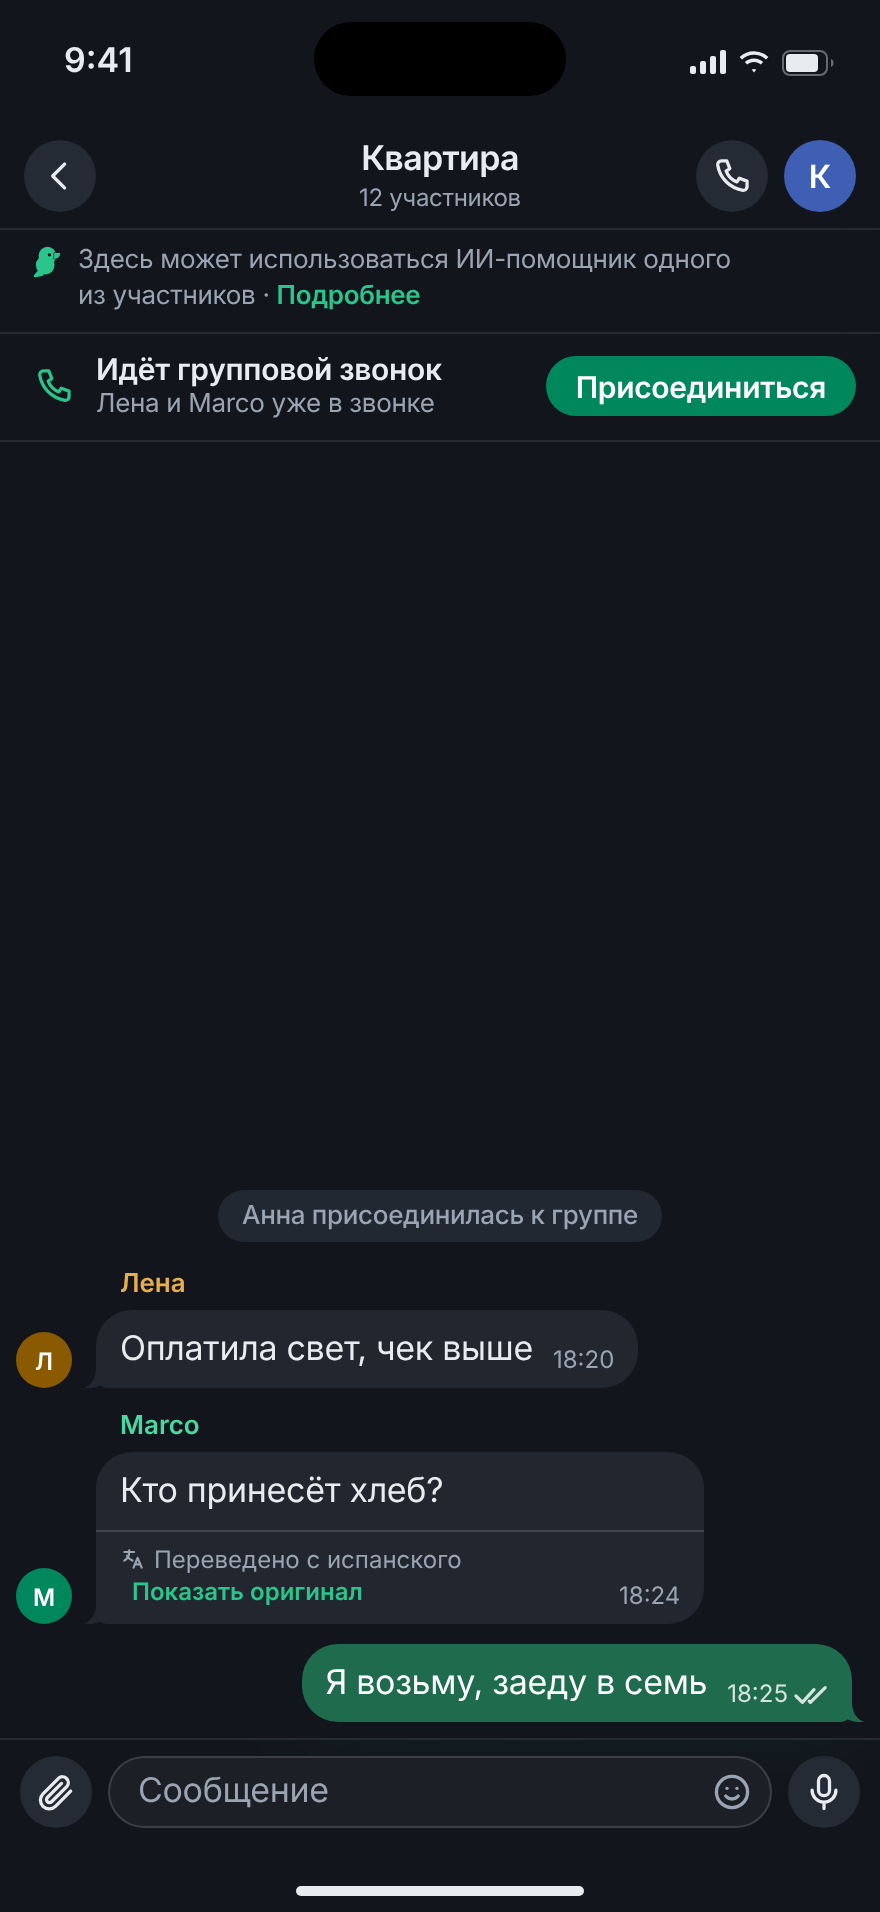 9:41
Квартира
12 участников
К
Здесь может использоваться ИИ-помощник одного
из участников · Подробнее
Идёт групповой звонок
Лена и Marco уже в звонке
Присоединиться
Анна присоединилась к группе
Лена
Л
Оплатила свет, чек выше 18:20
Marco
Кто принесёт хлеб?
Переведено с испанского
Показать оригинал 18:24
M
Я возьму, заеду в семь 18:25
Сообщение